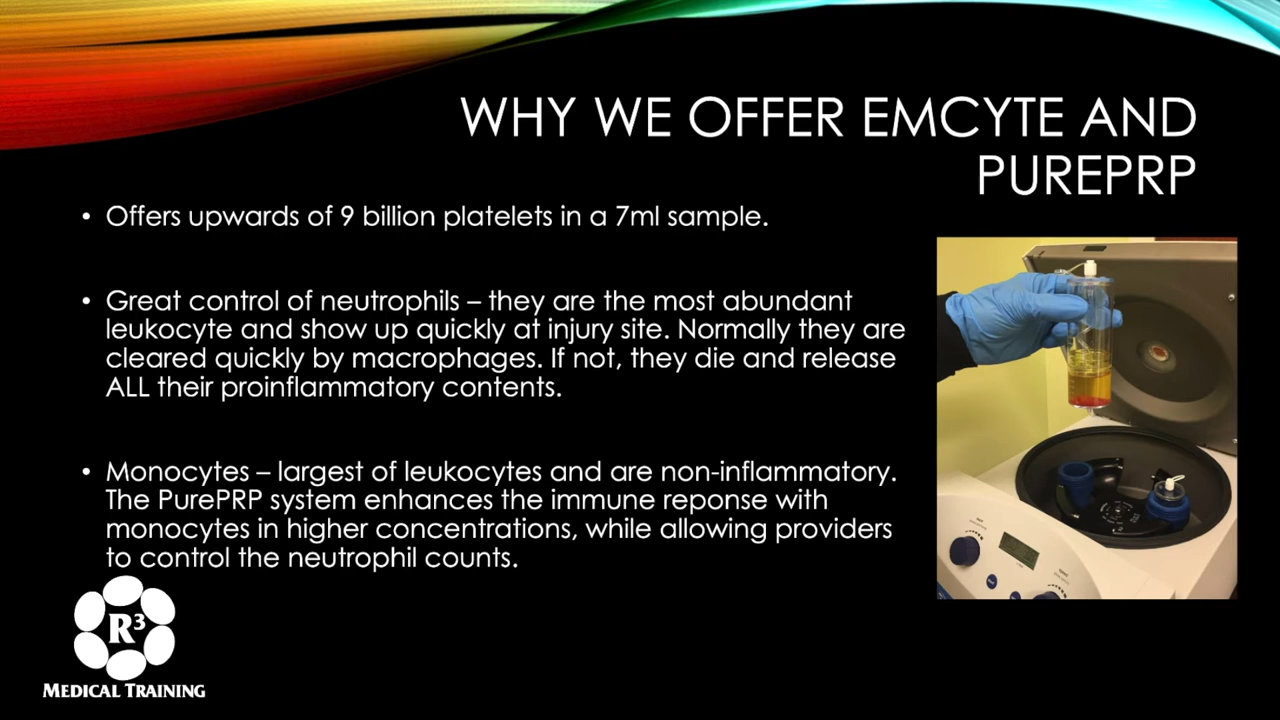 WHY WE OFFER EMCYTE AND
PUREPRP
• Offers upwards of 9 billion platelets in a 7ml sample.
• Great control of neutrophils – they are the most abundant
leukocyte and show up quickly at injury site. Normally they are
cleared quickly by macrophages. If not, they die and release
ALL their proinflammatory contents.
• Monocytes – largest of leukocytes and are non-inflammatory.
The PurePRP system enhances the immune reponse with
monocytes in higher concentrations, while allowing providers
to control the neutrophil counts.
R³
MEDICAL TRAINING